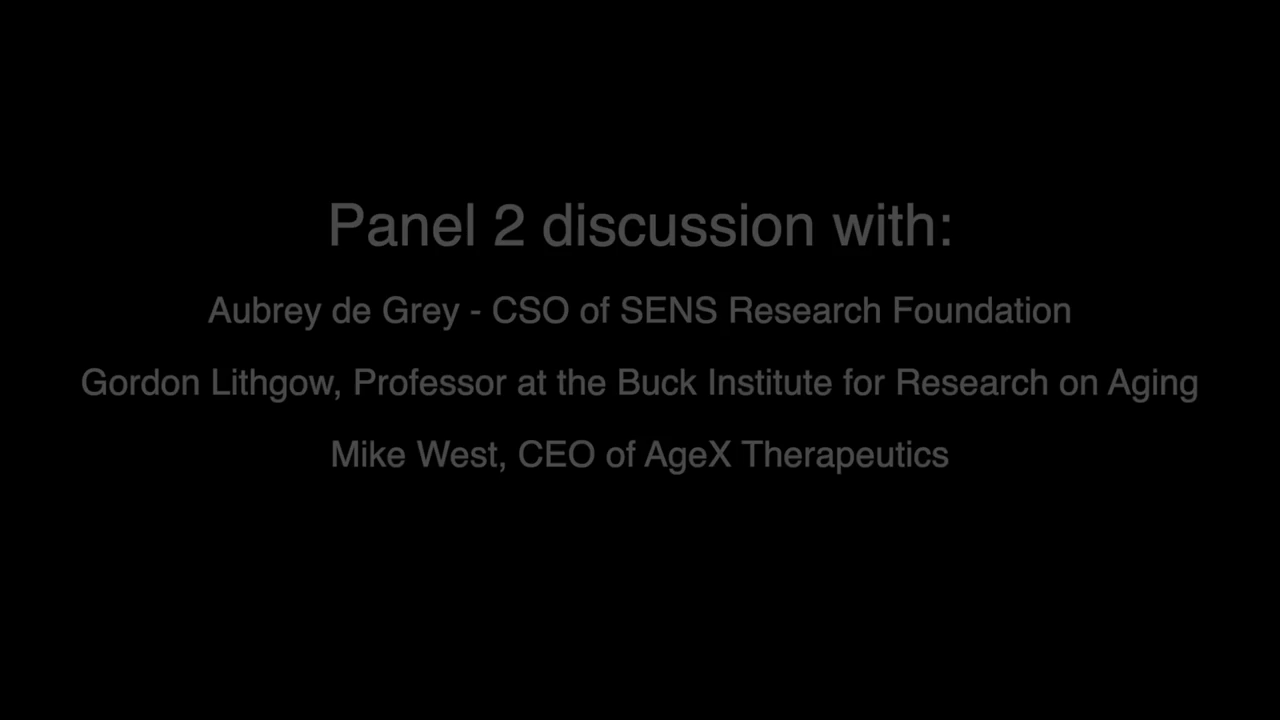 Panel 2 discussion with:
Aubrey de Grey - CSO of SENS Research Foundation
Gordon Lithgow, Professor at the Buck Institute for Research on Aging
Mike West, CEO of AgeX Therapeutics